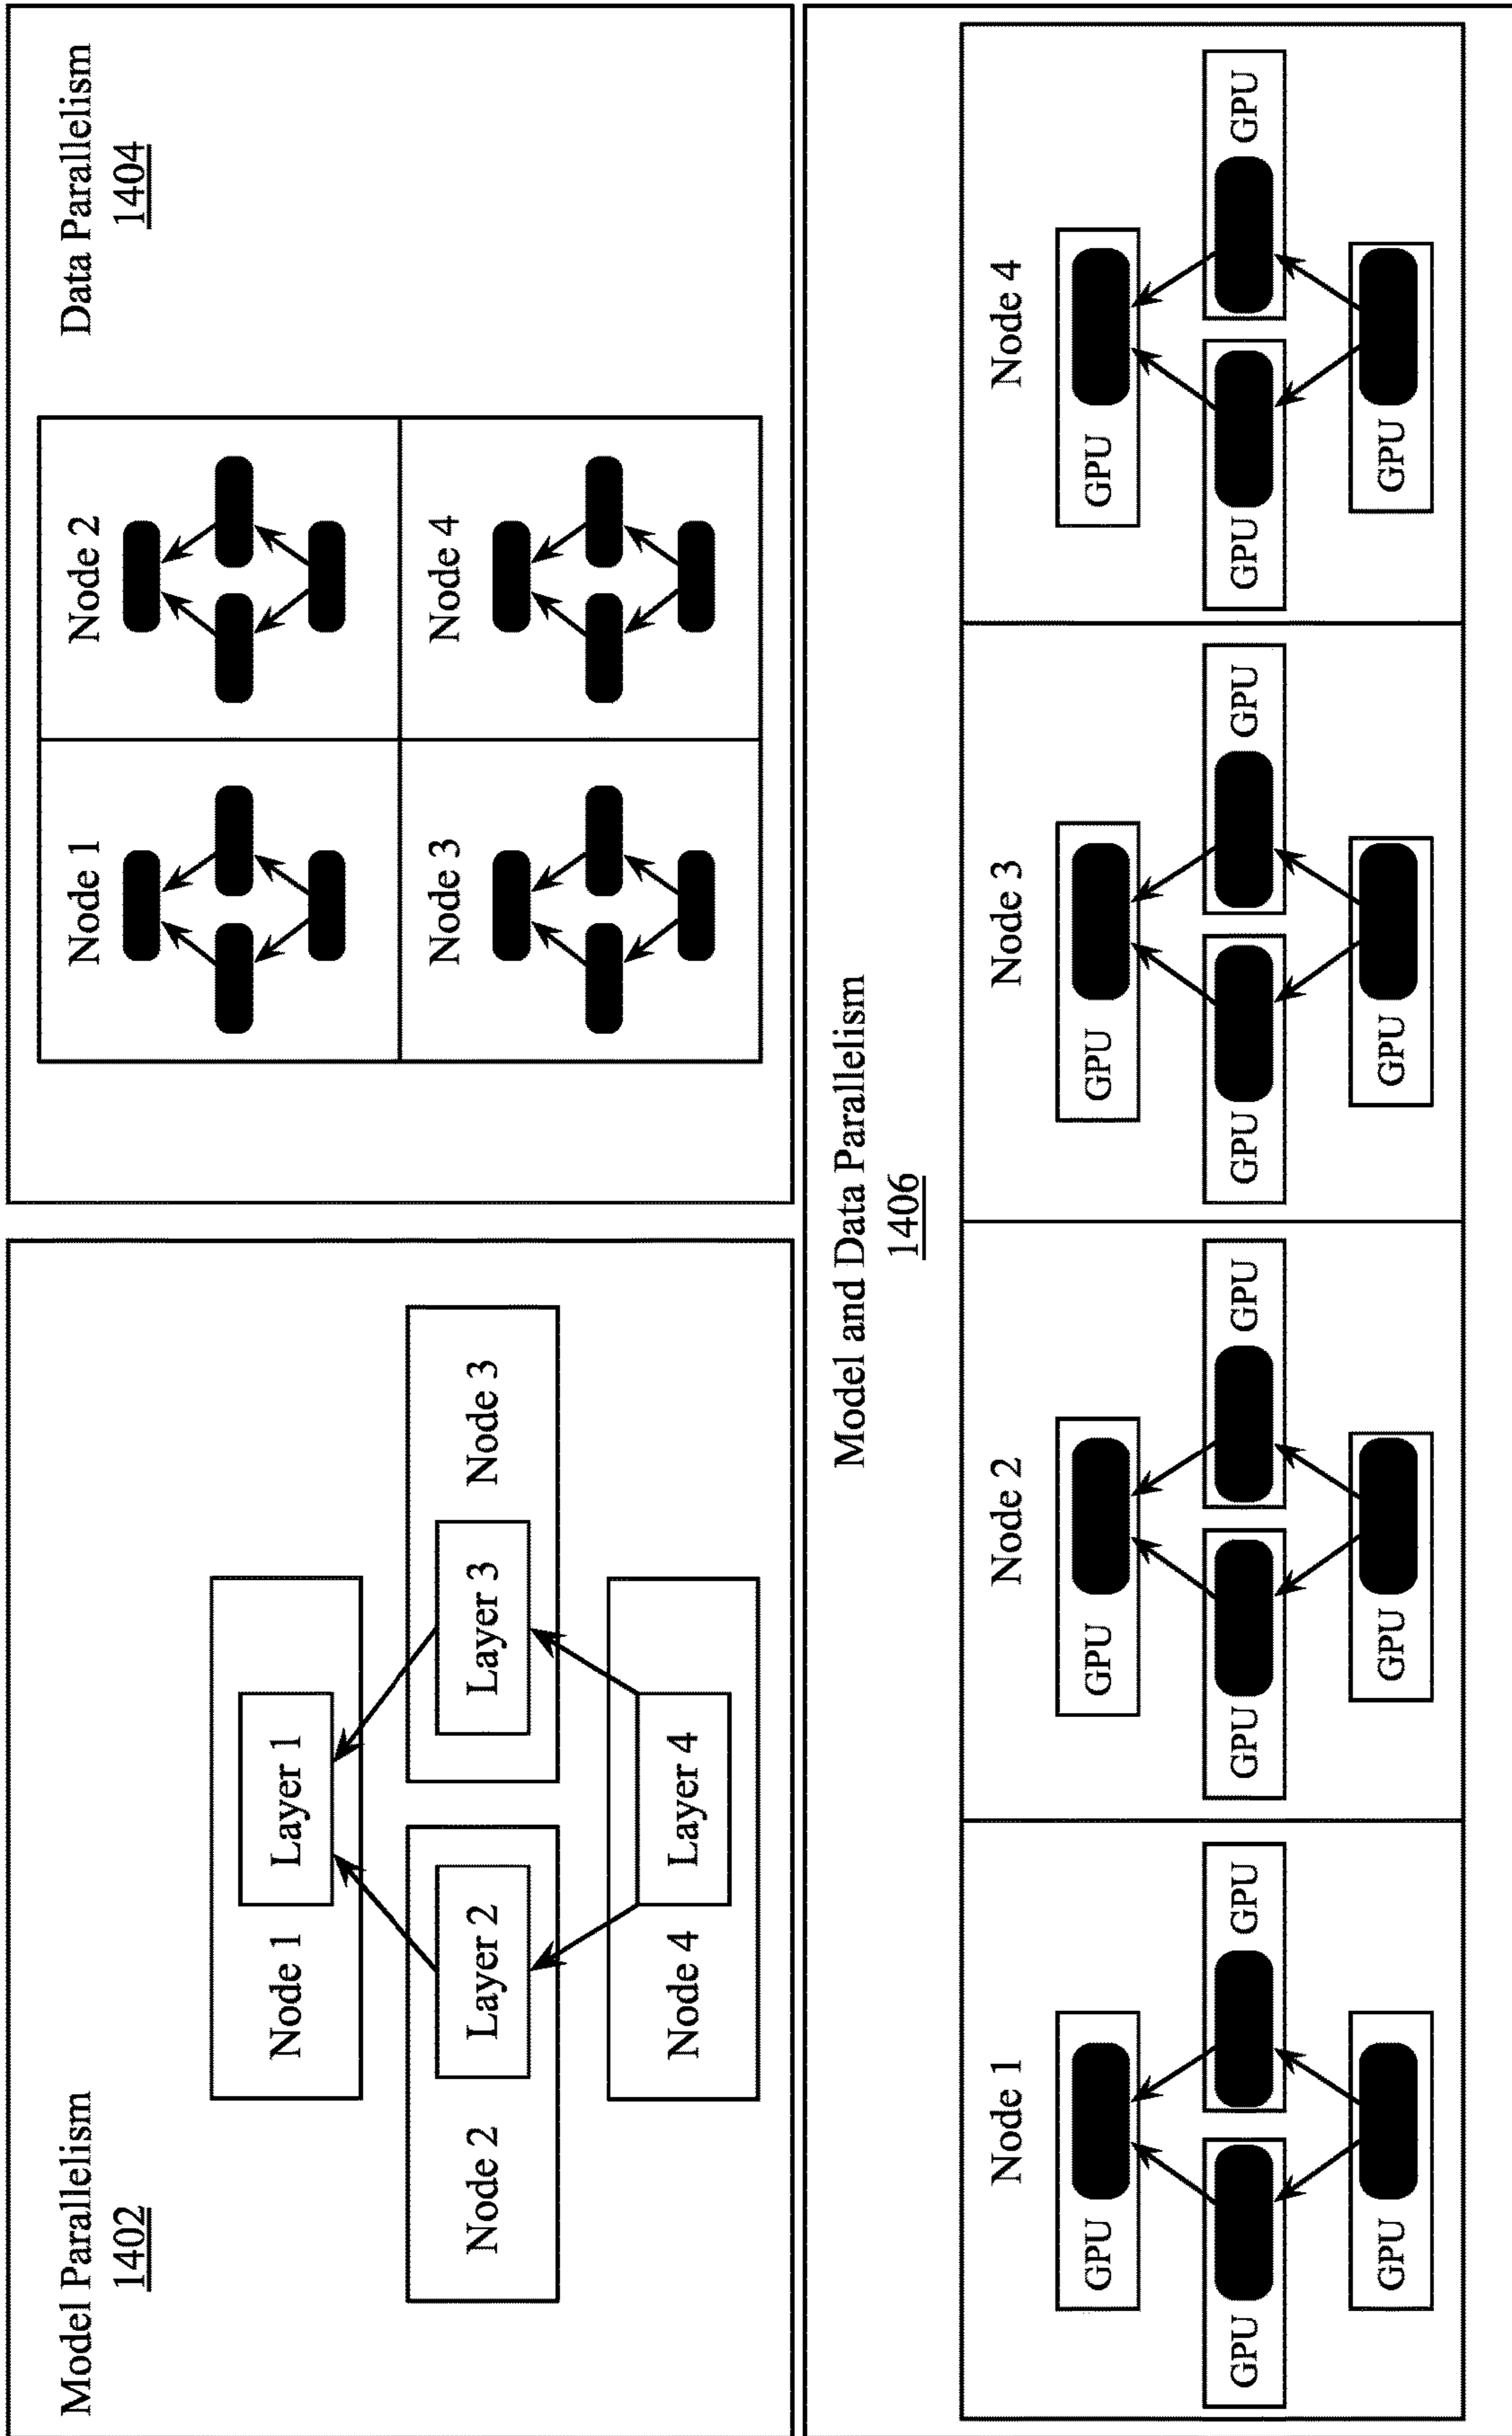 Model Parallelism
1402
Node 1
Layer 1
Node 2
Layer 2
Layer 3
Node 3
Node 4
Layer 4
Data Parallelism
1404
Node 1
Node 2
Node 3
Node 4
Model and Data Parallelism
1406
Node 1
GPU
GPU
GPU
GPU
Node 2
GPU
GPU
GPU
GPU
Node 3
GPU
GPU
GPU
GPU
Node 4
GPU
GPU
GPU
GPU